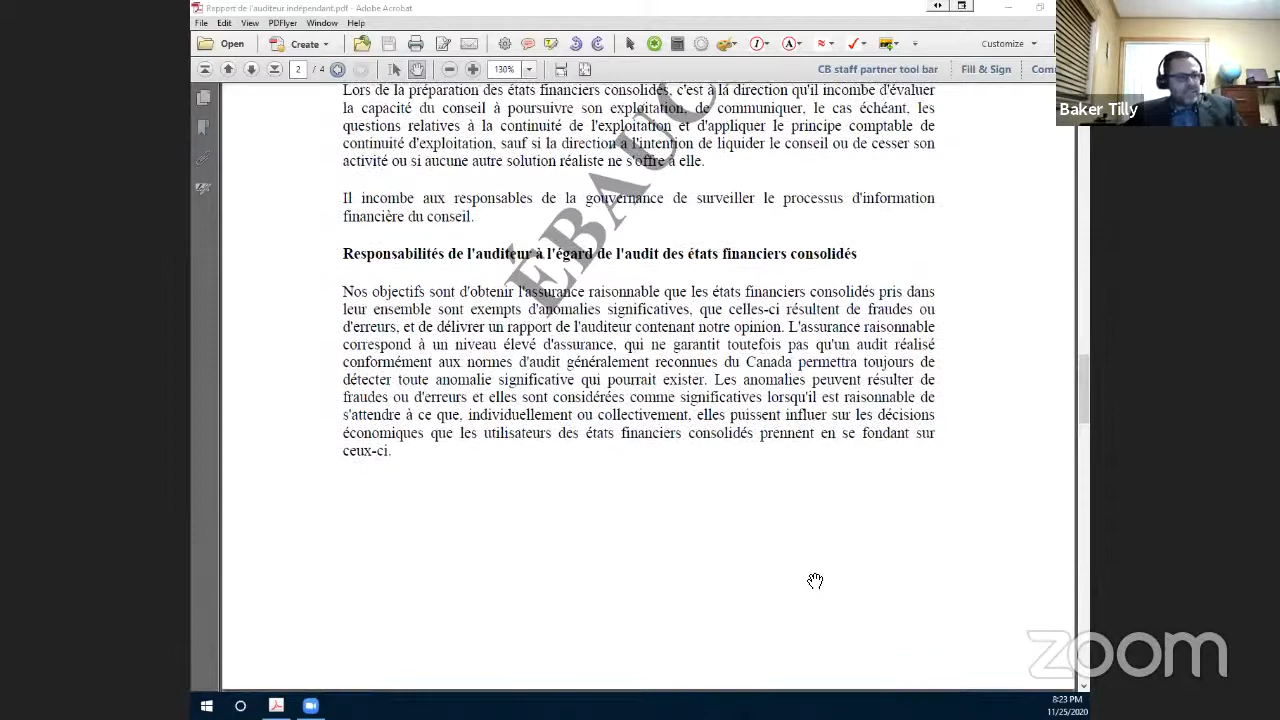 Rapport de l'auditeur indépendant.pdf - Adobe Acrobat
File Edit View PDFlyer Window Help
Open Create Customize
2 / 4 130% CB staff partner tool bar Fill & Sign Com
Baker Tilly
Lors de la préparation des états financiers consolidés, c'est à la direction qu'il incombe d'évaluer
la capacité du conseil à poursuivre son exploitation, de communiquer, le cas échéant, les
questions relatives à la continuité de l'exploitation et d'appliquer le principe comptable de
continuité d'exploitation, sauf si la direction a l'intention de liquider le conseil ou de cesser son
activité ou si aucune autre solution réaliste ne s'offre à elle.
Il incombe aux responsables de la gouvernance de surveiller le processus d'information
financière du conseil.
ÉBAUC
Responsabilités de l'auditeur à l'égard de l'audit des états financiers consolidés
Nos objectifs sont d'obtenir l'assurance raisonnable que les états financiers consolidés pris dans
leur ensemble sont exempts d'anomalies significatives, que celles-ci résultent de fraudes ou
d'erreurs, et de délivrer un rapport de l'auditeur contenant notre opinion. L'assurance raisonnable
correspond à un niveau élevé d'assurance, qui ne garantit toutefois pas qu'un audit réalisé
conformément aux normes d'audit généralement reconnues du Canada permettra toujours de
détecter toute anomalie significative qui pourrait exister. Les anomalies peuvent résulter de
fraudes ou d'erreurs et elles sont considérées comme significatives lorsqu'il est raisonnable de
s'attendre à ce que, individuellement ou collectivement, elles puissent influer sur les décisions
économiques que les utilisateurs des états financiers consolidés prennent en se fondant sur
ceux-ci.
zoom
8:23 PM
11/25/2020